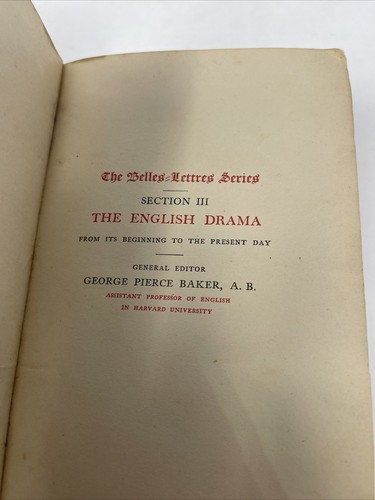 The Belles-Lettres Series
SECTION III
THE ENGLISH DRAMA
FROM ITS BEGINNING TO THE PRESENT DAY
GENERAL EDITOR
GEORGE PIERCE BAKER, A. B.
ASSISTANT PROFESSOR OF ENGLISH
IN HARVARD UNIVERSITY